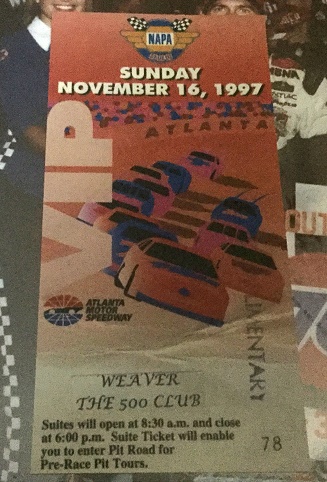 NAPA
SUNDAY
NOVEMBER 16, 1997
VIP
ATLANTA
ATLANTA
MOTOR
SPEEDWAY
WEAVER
THE 500 CLUB
Suites will open at 8:30 a.m. and close
at 6:00 p.m. Suite Ticket will enable
you to enter Pit Road for
Pre-Race Pit Tours.
78